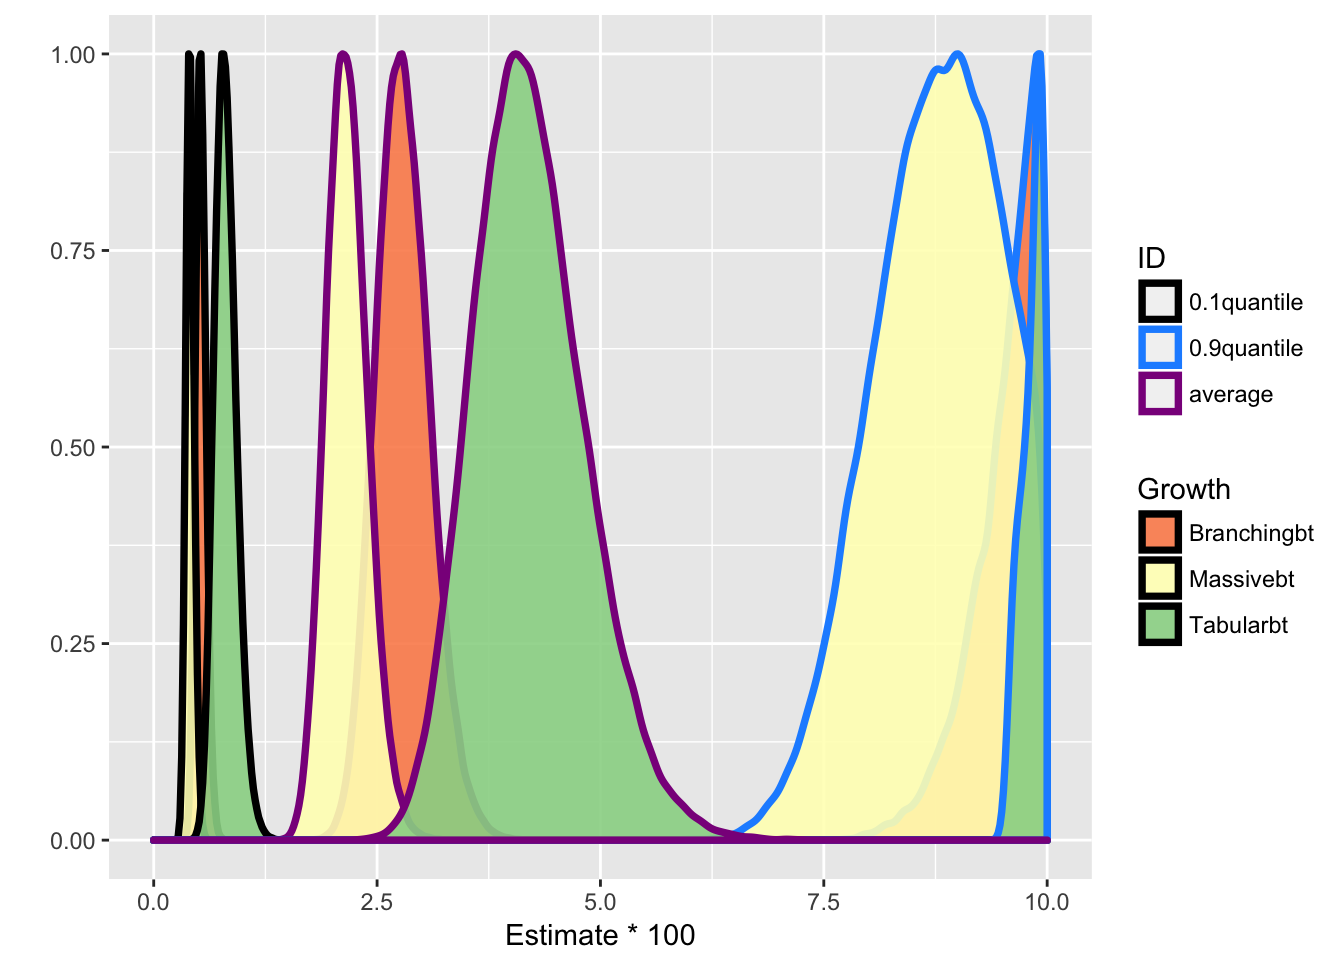 1.00
0.75
0.50
0.25
0.00
0.0 2.5 5.0 7.5 10.0
Estimate * 100
ID
0.1quantile
0.9quantile
average
Growth
Branchingbt
Massivebt
Tabularbt